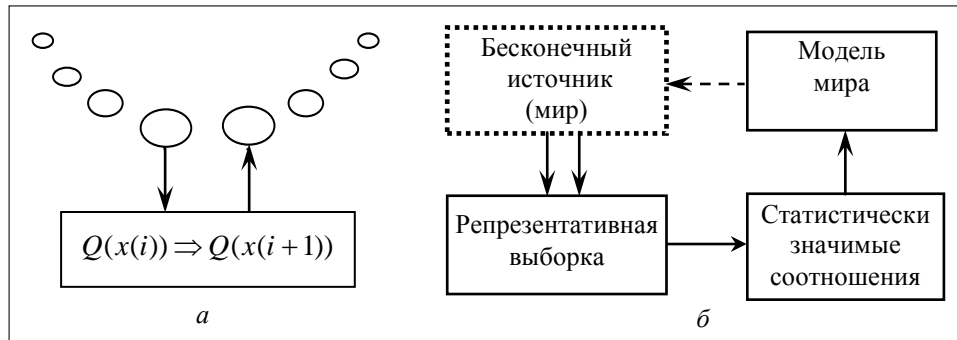 Бесконечный
источник
(мир)
Модель
мира
Q(x(i)) ⇒ Q(x(i+1))
Репрезентативная
выборка
Статистически
значимые
соотношения
а
б